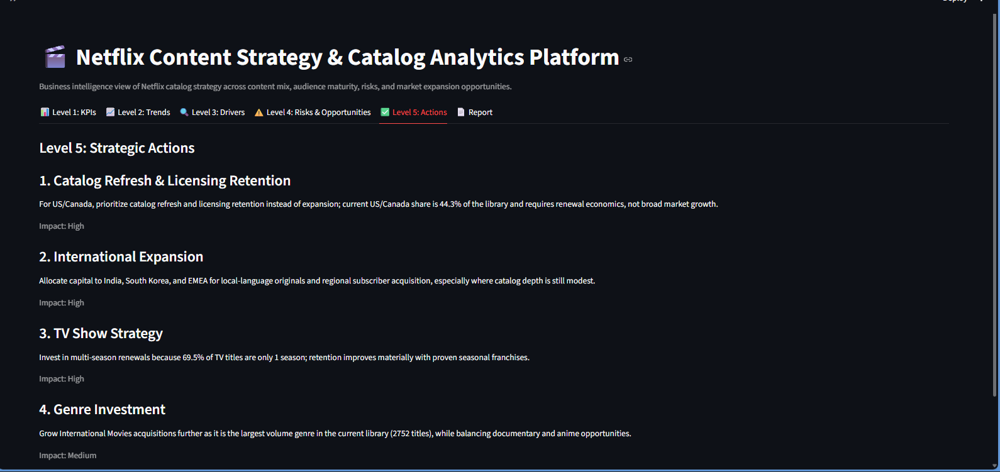 Deploy
Netflix Content Strategy & Catalog Analytics Platform
Business intelligence view of Netflix catalog strategy across content mix, audience maturity, risks, and market expansion opportunities.
Level 1: KPIs Level 2: Trends Level 3: Drivers Level 4: Risks & Opportunities Level 5: Actions Report
Level 5: Strategic Actions
1. Catalog Refresh & Licensing Retention
For US/Canada, prioritize catalog refresh and licensing retention instead of expansion; current US/Canada share is 44.3% of the library and requires renewal economics, not broad market growth.
Impact: High
2. International Expansion
Allocate capital to India, South Korea, and EMEA for local-language originals and regional subscriber acquisition, especially where catalog depth is still modest.
Impact: High
3. TV Show Strategy
Invest in multi-season renewals because 69.5% of TV titles are only 1 season; retention improves materially with proven seasonal franchises.
Impact: High
4. Genre Investment
Grow International Movies acquisitions further as it is the largest volume genre in the current library (2752 titles), while balancing documentary and anime opportunities.
Impact: Medium